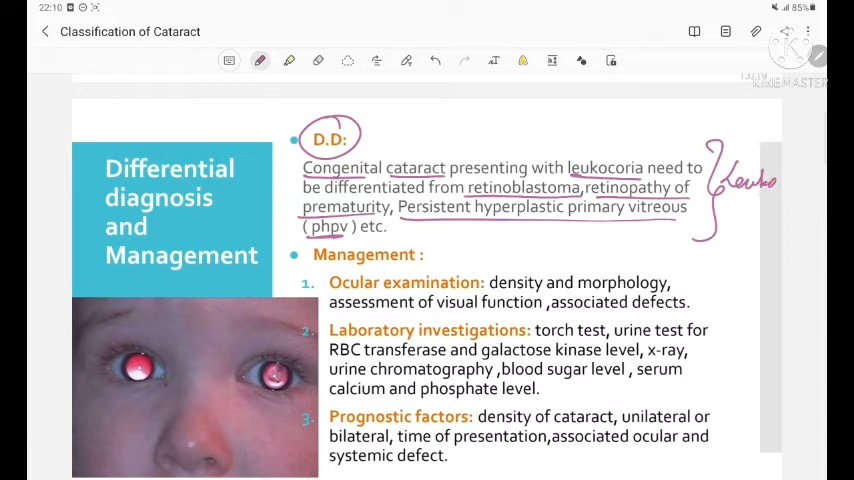 22:10
85%
Classification of Cataract
KINEMASTER
Differential
diagnosis
and
Management
D.D:
Congenital cataract presenting with leukocoria need to
be differentiated from retinoblastoma,retinopathy of
prematurity, Persistent hyperplastic primary vitreous
( phpv ) etc.
Leuko
Management :
1. Ocular examination: density and morphology,
assessment of visual function ,associated defects.
2. Laboratory investigations: torch test, urine test for
RBC transferase and galactose kinase level, x-ray,
urine chromatography ,blood sugar level , serum
calcium and phosphate level.
3. Prognostic factors: density of cataract, unilateral or
bilateral, time of presentation,associated ocular and
systemic defect.